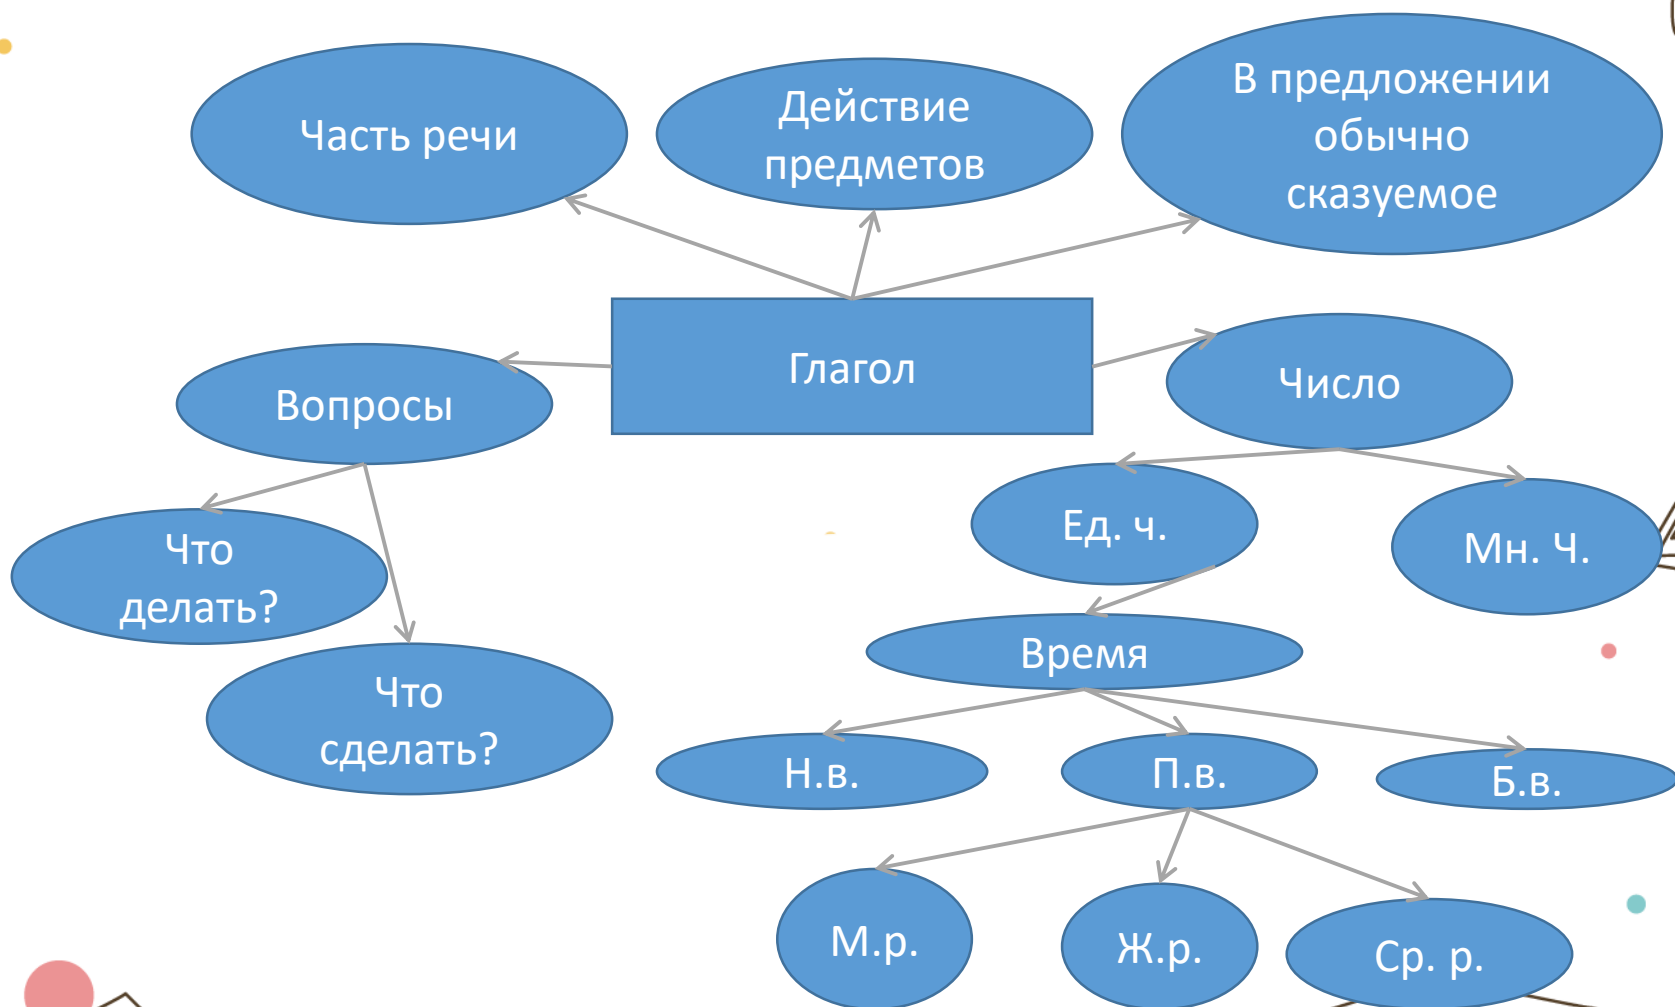 Часть речи
Действие
предметов
В предложении
обычно
сказуемое
Глагол
Вопросы
Число
Что
делать?
Что
сделать?
Ед. ч.
Мн. Ч.
Время
Н.в.
П.в.
Б.в.
М.р.
Ж.р.
Ср. р.